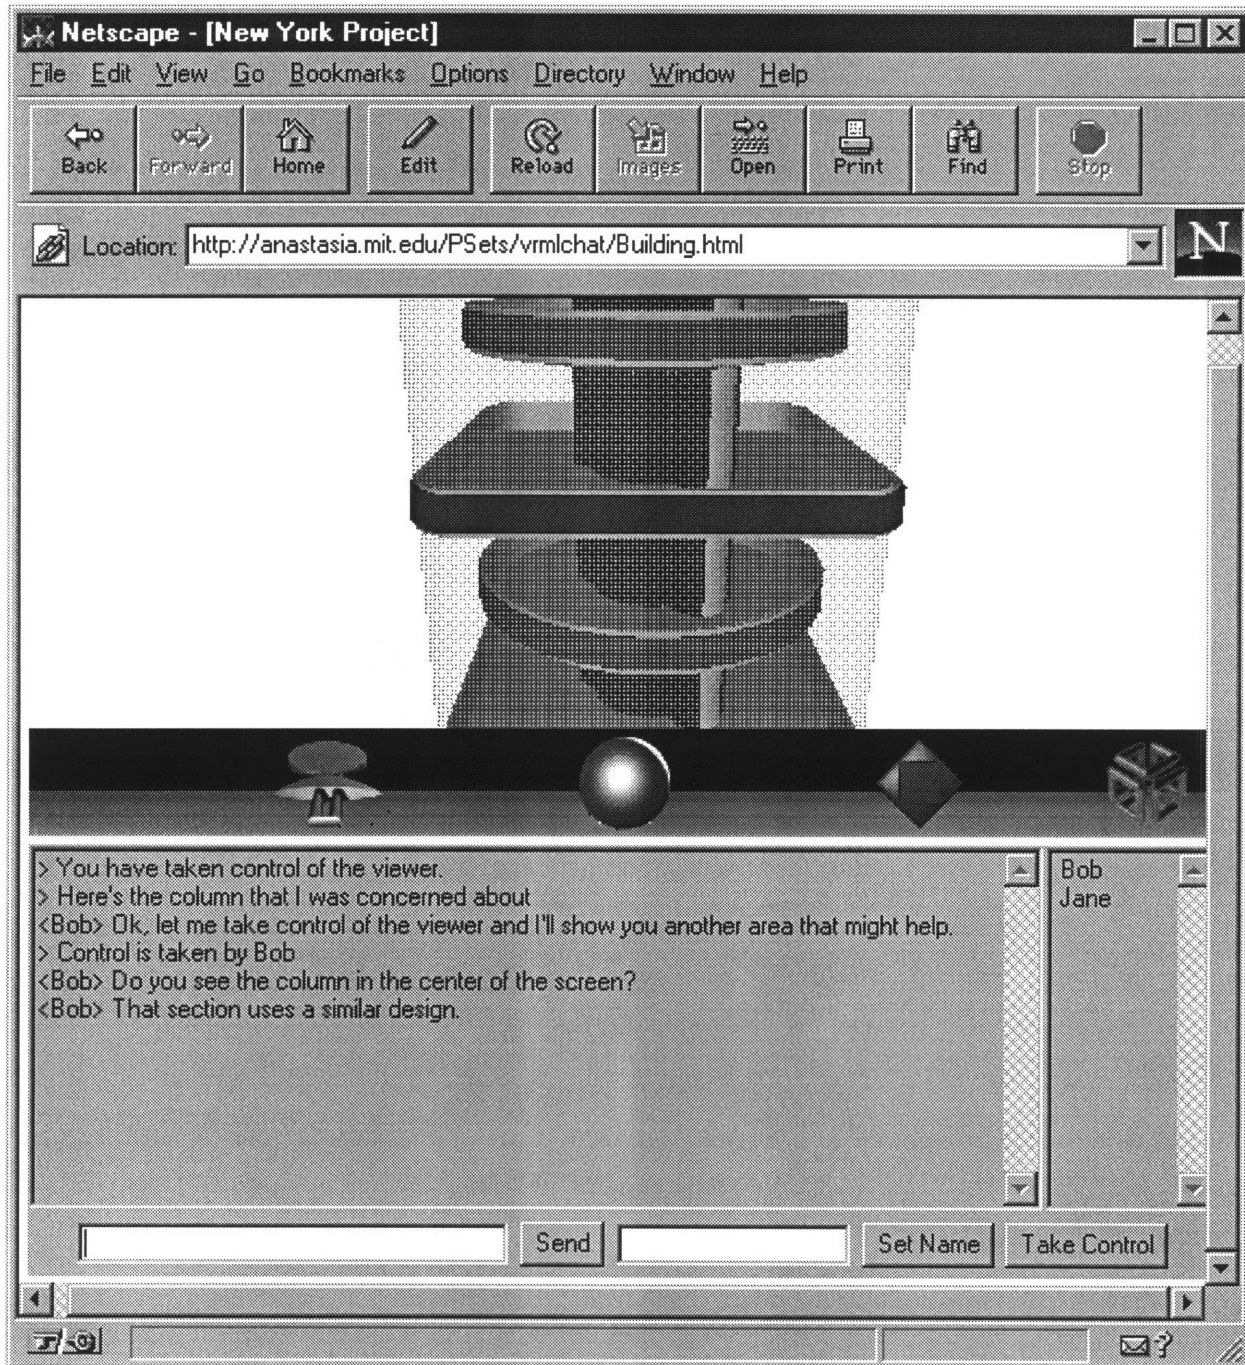 Netscape - [New York Project]
File Edit View Go Bookmarks Options Directory Window Help
Back Forward Home Edit Reload Images Open Print Find Stop
Location: http://anastasia.mit.edu/PSets/vrmlchat/Building.html
N
> You have taken control of the viewer.
> Here's the column that I was concerned about
<Bob> Ok, let me take control of the viewer and I'll show you another area that might help.
> Control is taken by Bob
<Bob> Do you see the column in the center of the screen?
<Bob> That section uses a similar design.
Bob
Jane
Send Set Name Take Control